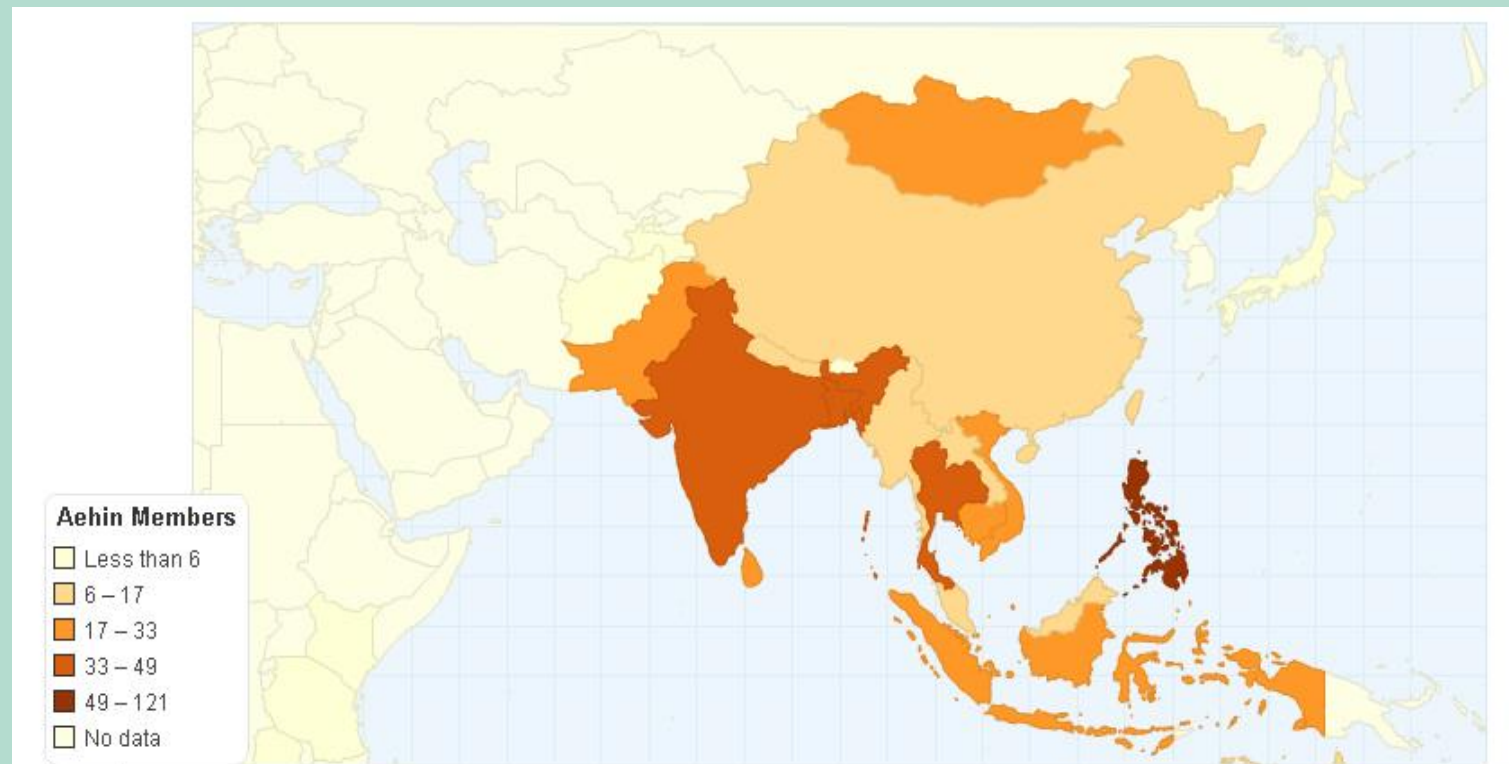 Aehin Members
Less than 6
6 – 17
17 – 33
33 – 49
49 – 121
No data